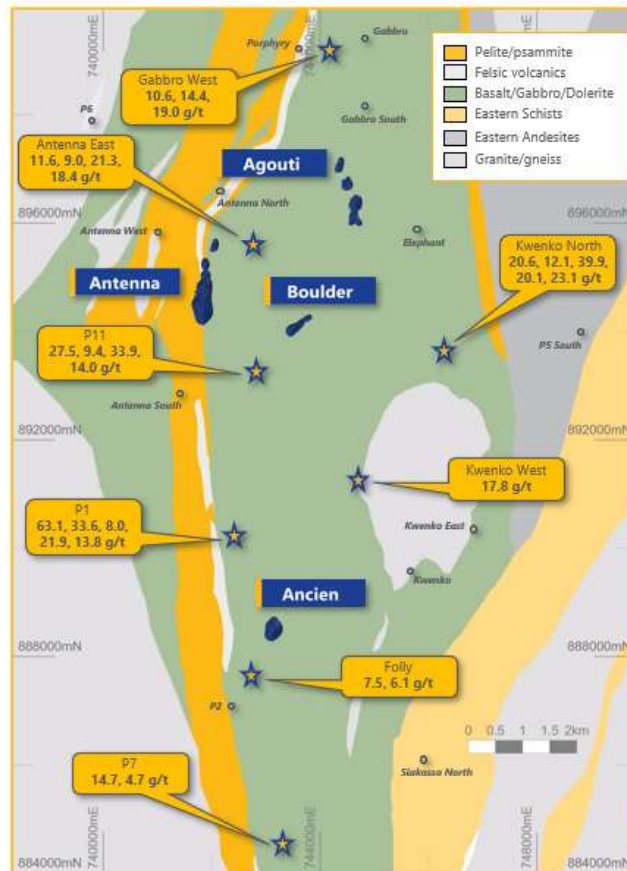 740000mE
744000mE
748000mE
Gabbro
Porphyry
Pelite/psammite
Felsic volcanics
Basalt/Gabbro/Dolerite
Eastern Schists
Eastern Andesites
Granite/gneiss
Gabbro West
10.6, 14.4,
19.0 g/t
P6
Gabbro South
Antenna East
11.6, 9.0, 21.3,
18.4 g/t
Agouti
Antenna North
896000mN
896000mN
Antenna West
Elephant
Kwenko North
20.6, 12.1, 39.9,
20.1, 23.1 g/t
Antenna
Boulder
P5 South
P11
27.5, 9.4, 33.9,
14.0 g/t
Antenna South
892000mN
892000mN
Kwenko West
17.8 g/t
P1
63.1, 33.6, 8.0,
21.9, 13.8 g/t
Kwenko East
Kwenko
Ancien
888000mN
888000mN
Folly
7.5, 6.1 g/t
P2
0 0.5 1 1.5 2km
P7
14.7, 4.7 g/t
Siakasso North
740000mE
744000mE
748000mE
884000mN
884000mN